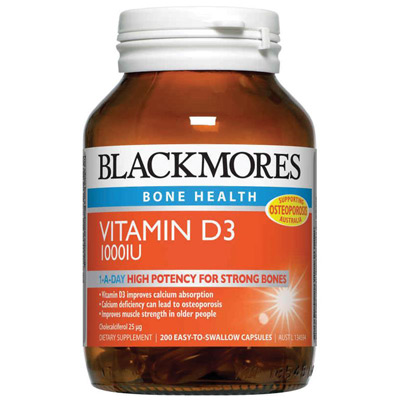 BLACKMORES
BONE HEALTH
SUPPORTING
OSTEOPOROSIS
AUSTRALIA
VITAMIN D3
1000IU
1-A-DAY HIGH POTENCY FOR STRONG BONES
• Vitamin D3 improves calcium absorption
• Calcium deficiency can lead to osteoporosis
• Improves muscle strength in older people
Cholecalciferol 25 µg
DIETARY SUPPLEMENT 200 EASY-TO-SWALLOW CAPSULES AUST L